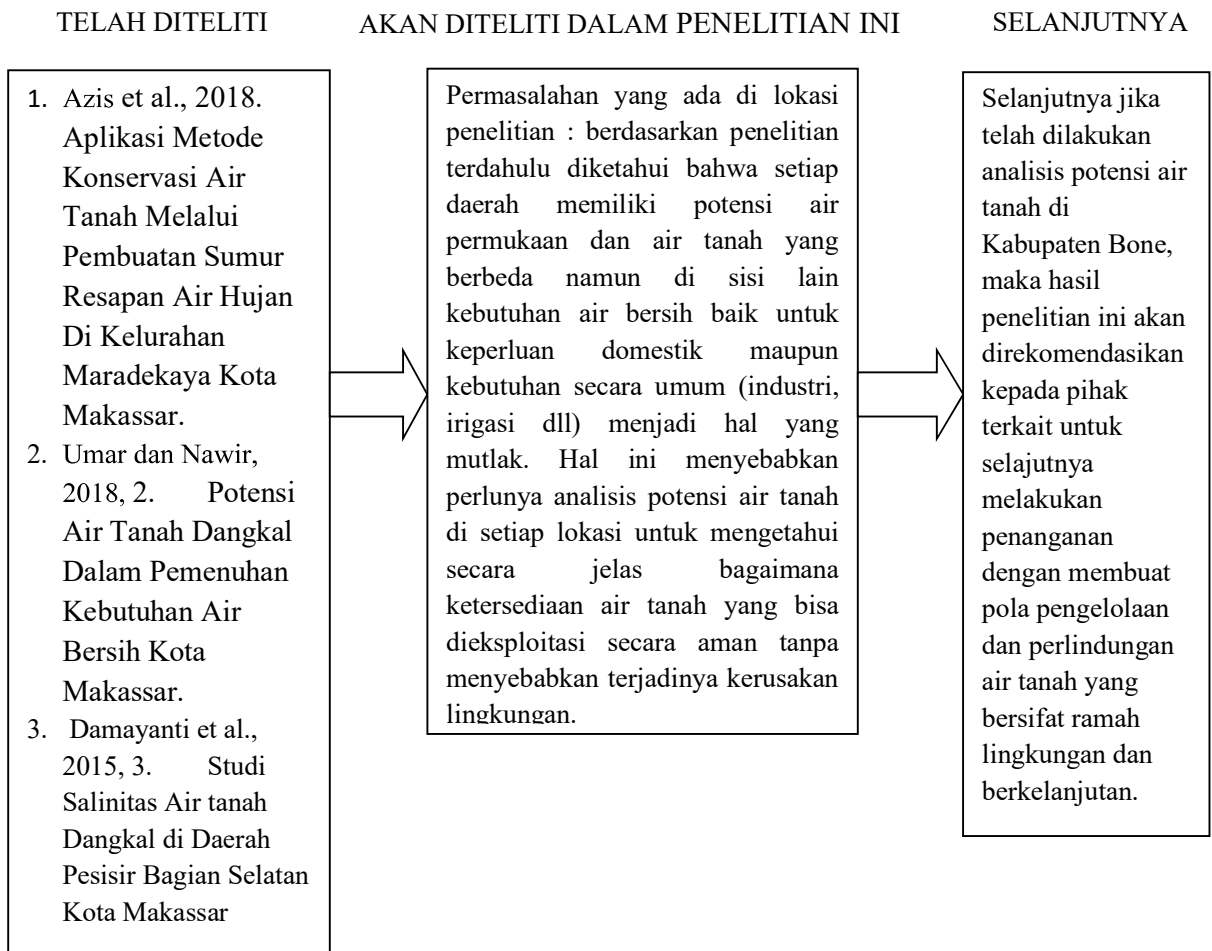 TELAH DITELITI
AKAN DITELITI DALAM PENELITIAN INI
SELANJUTNYA
1. Azis et al., 2018.
Aplikasi Metode
Konservasi Air
Tanah Melalui
Pembuatan Sumur
Resapan Air Hujan
Di Kelurahan
Maradekaya Kota
Makassar.
2. Umar dan Nawir,
2018, 2. Potensi
Air Tanah Dangkal
Dalam Pemenuhan
Kebutuhan Air
Bersih Kota
Makassar.
3. Damayanti et al.,
2015, 3. Studi
Salinitas Air tanah
Dangkal di Daerah
Pesisir Bagian Selatan
Kota Makassar
Permasalahan yang ada di lokasi
penelitian : berdasarkan penelitian
terdahulu diketahui bahwa setiap
daerah memiliki potensi air
permukaan dan air tanah yang
berbeda namun di sisi lain
kebutuhan air bersih baik untuk
keperluan domestik maupun
kebutuhan secara umum (industri,
irigasi dll) menjadi hal yang
mutlak. Hal ini menyebabkan
perlunya analisis potensi air tanah
di setiap lokasi untuk mengetahui
secara jelas bagaimana
ketersediaan air tanah yang bisa
dieksploitasi secara aman tanpa
menyebabkan terjadinya kerusakan
lingkungan.
Selanjutnya jika
telah dilakukan
analisis potensi air
tanah di
Kabupaten Bone,
maka hasil
penelitian ini akan
direkomendasikan
kepada pihak
terkait untuk
selajutnya
melakukan
penanganan
dengan membuat
pola pengelolaan
dan perlindungan
air tanah yang
bersifat ramah
lingkungan dan
berkelanjutan.